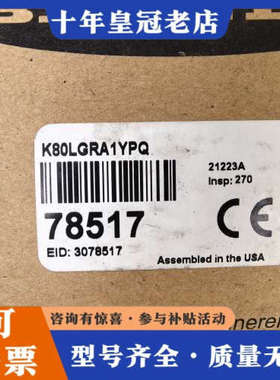 十年皇冠老店
K80LGRA1YPQ
21223A
Insp: 270
78517
CE
EID: 3078517
Assembled in the USA
咨询有惊喜·参与补贴活动
票
型号齐全·质量无忧